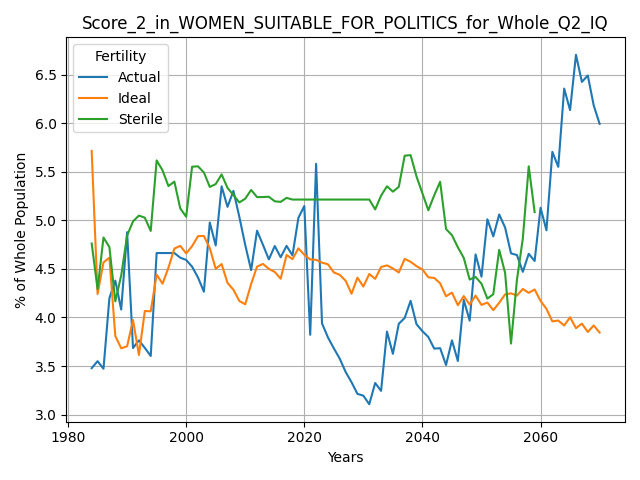 Score_2_in_WOMEN_SUITABLE_FOR_POLITICS_for_Whole_Q2_IQ
Fertility
Actual
Ideal
Sterile
% of Whole Population
6.5
6.0
5.5
5.0
4.5
4.0
3.5
3.0
1980
2000
2020
2040
2060
Years